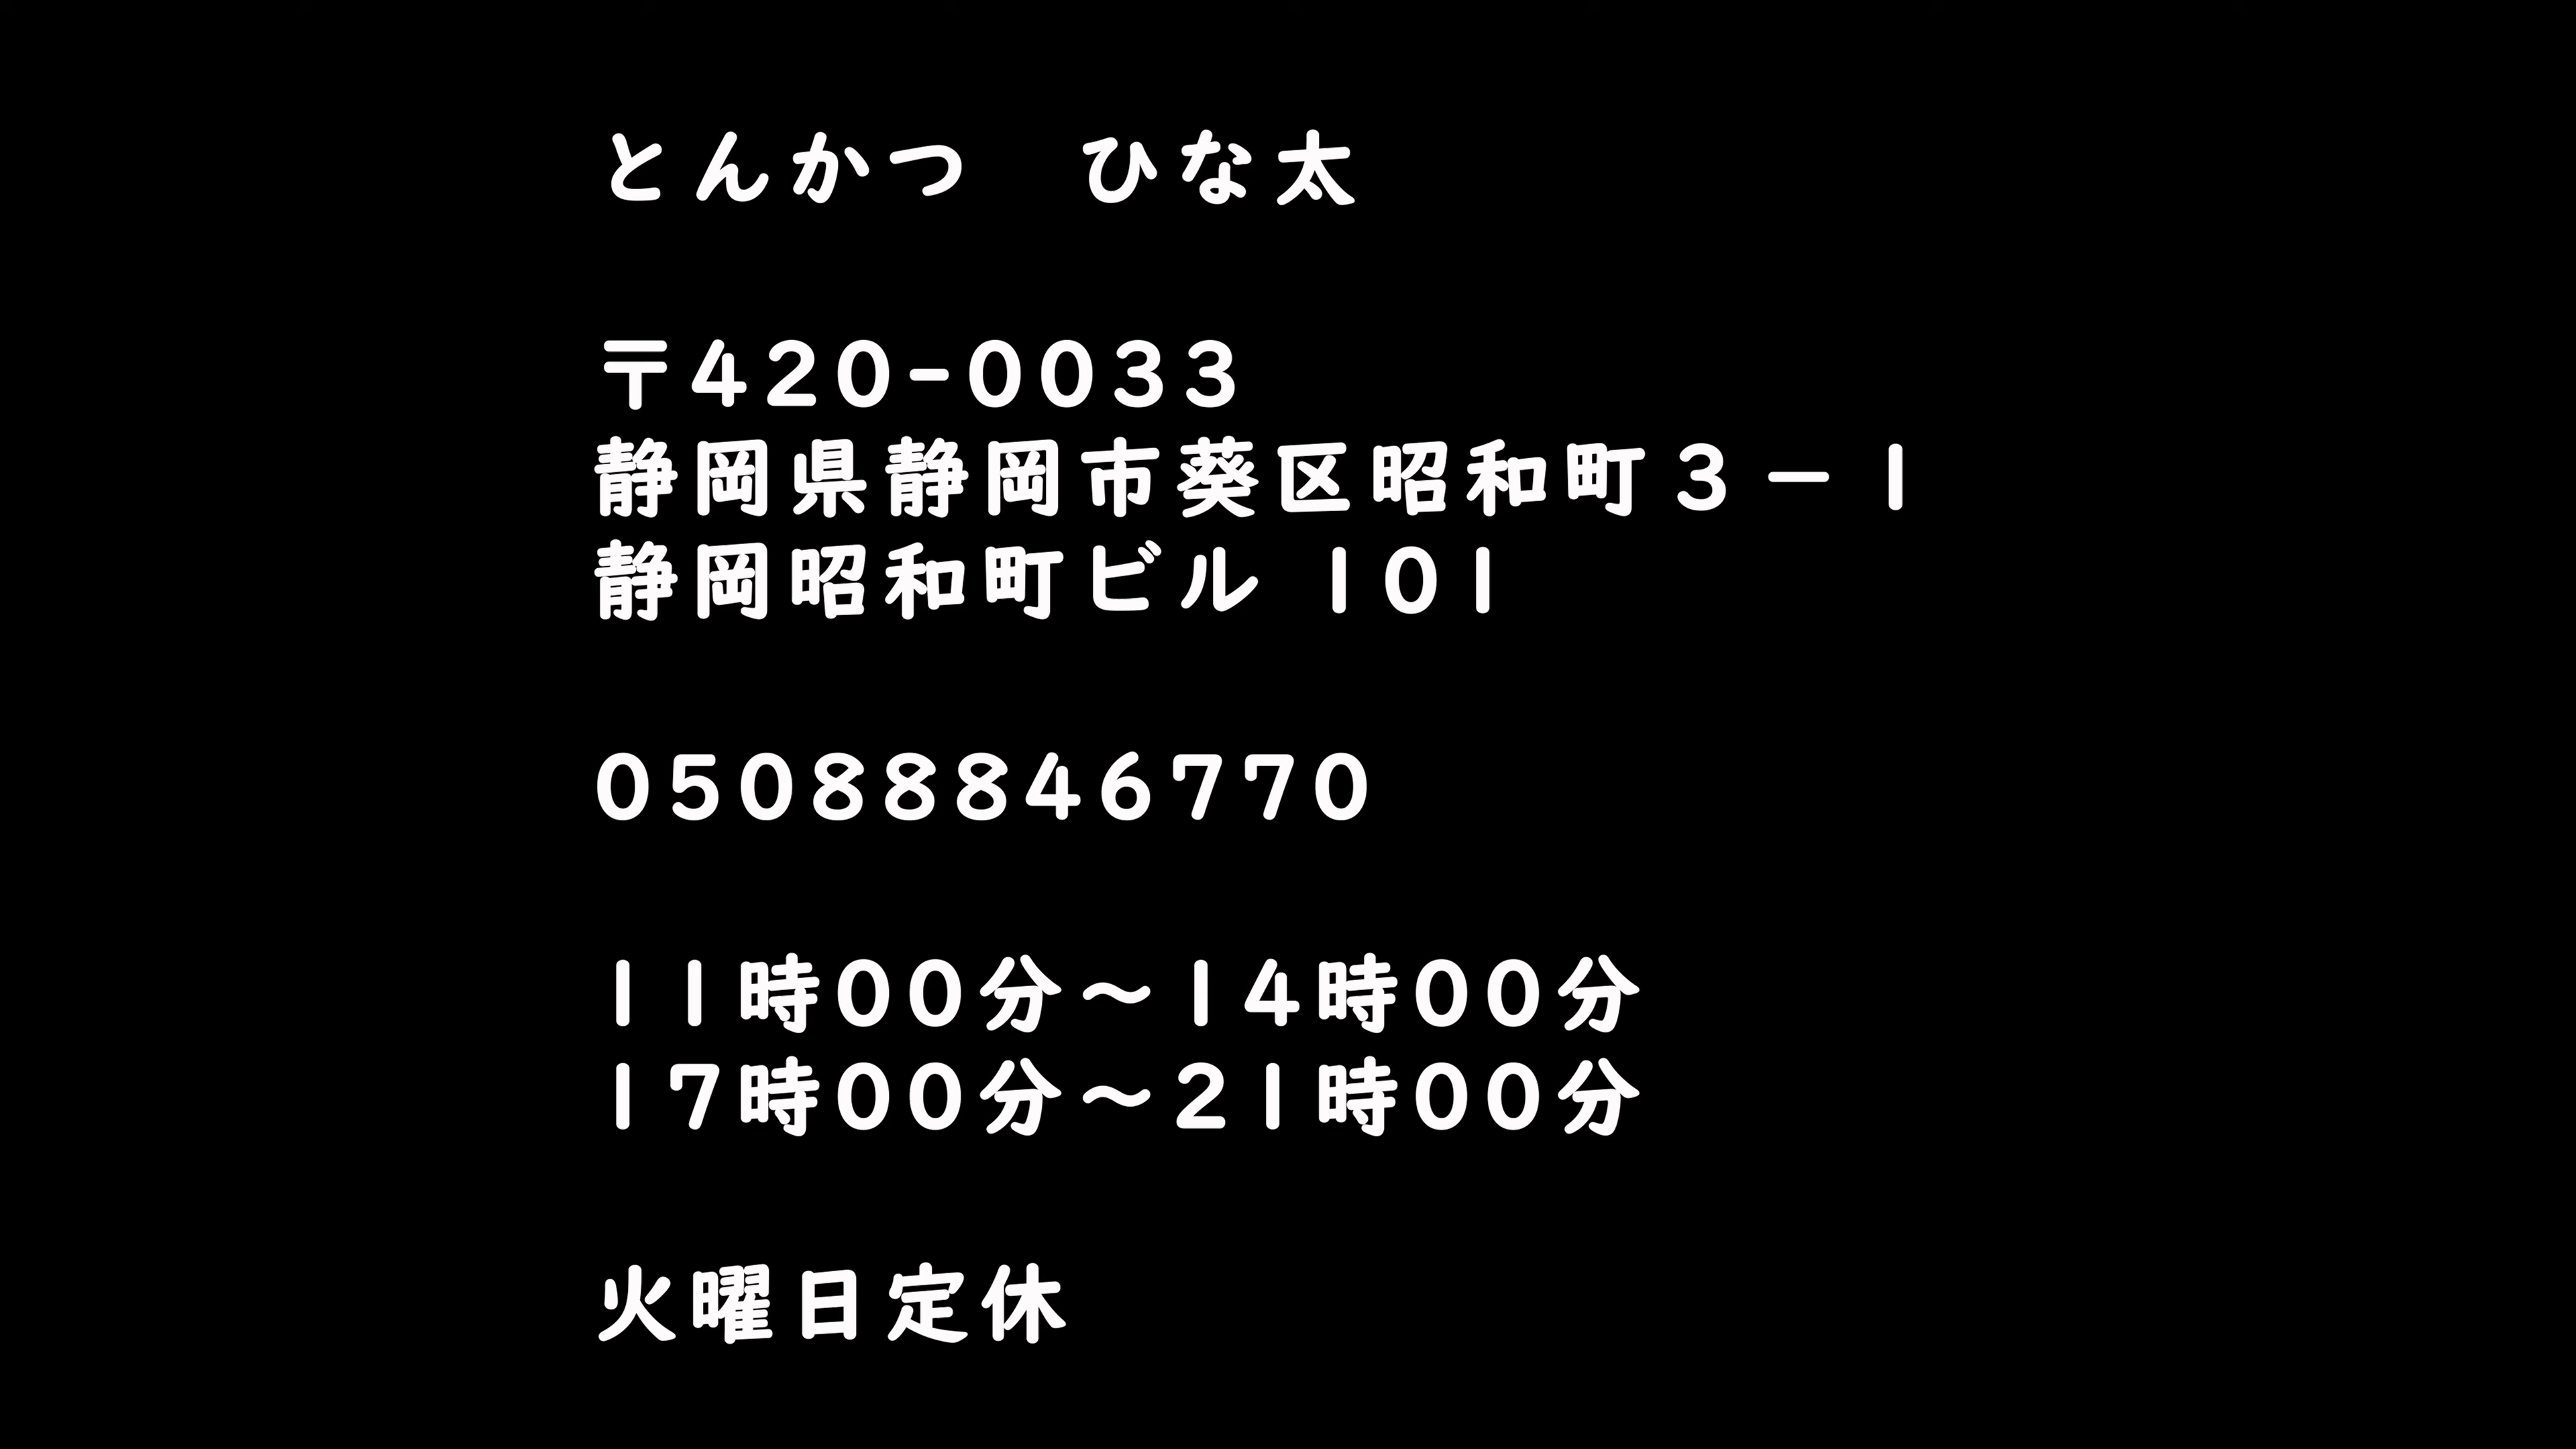 とんかつ　ひな太
〒420-0033
静岡県静岡市葵区昭和町３－１
静岡昭和町ビル 101
05088846770
11時00分～14時00分
17時00分～21時00分
火曜日定休